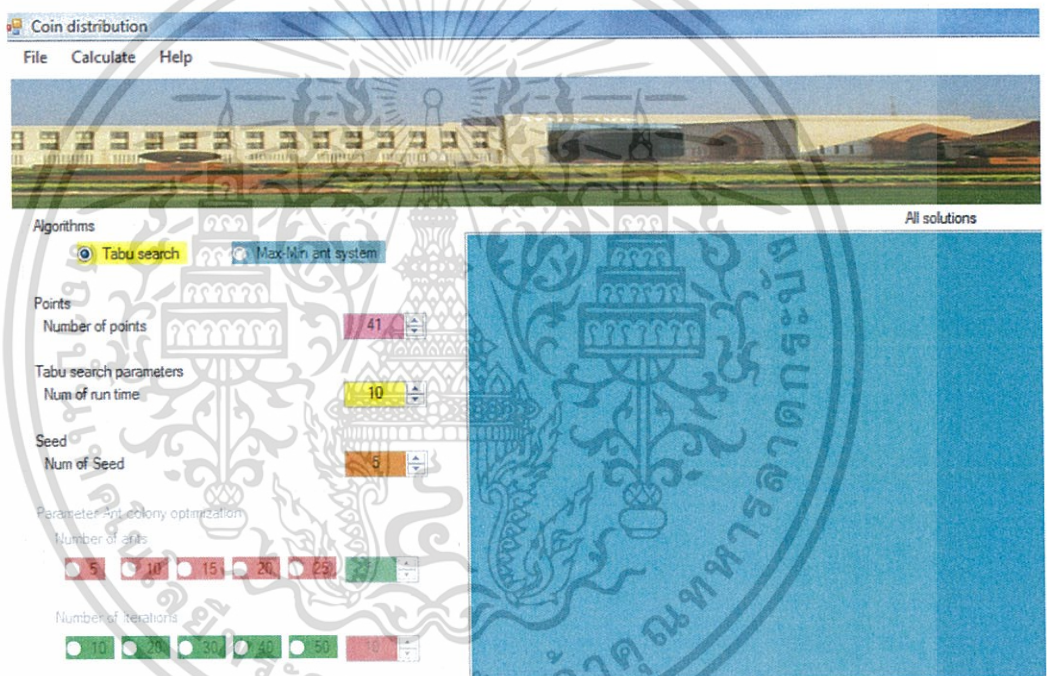 Coin distribution
File Calculate Help
All solutions
Algorithms
Tabu search Max-Min ant system
Points
Number of points 41
Tabu search parameters
Num of run time 10
Seed
Num of Seed 5
Parameter Ant colony optimization
Number of ants
5 10 15 20 25
Number of iterations
10 20 30 40 50 10